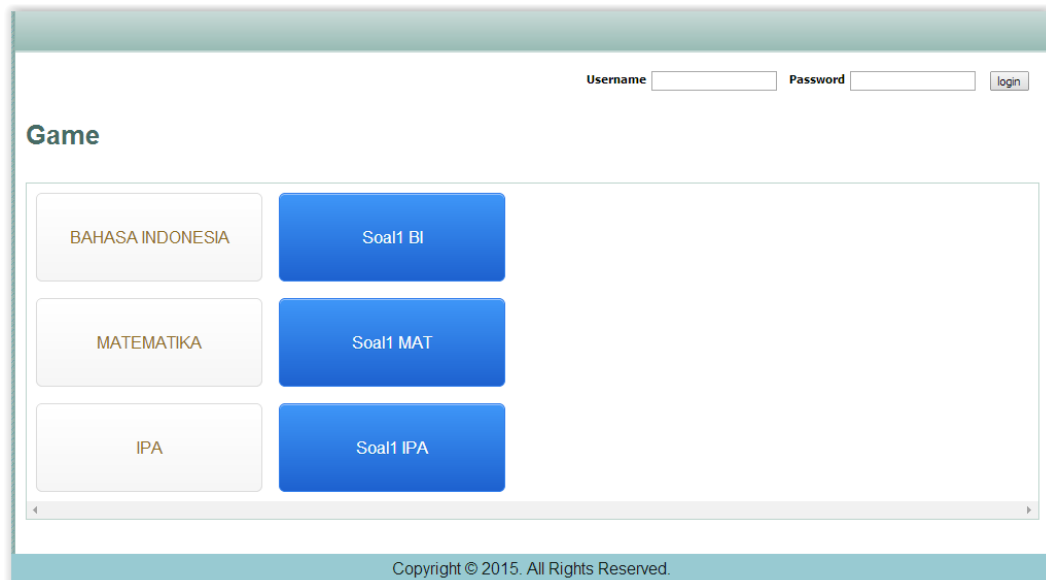 Username Password login
Game
BAHASA INDONESIA Soal1 BI
MATEMATIKA Soal1 MAT
IPA Soal1 IPA
Copyright © 2015. All Rights Reserved.